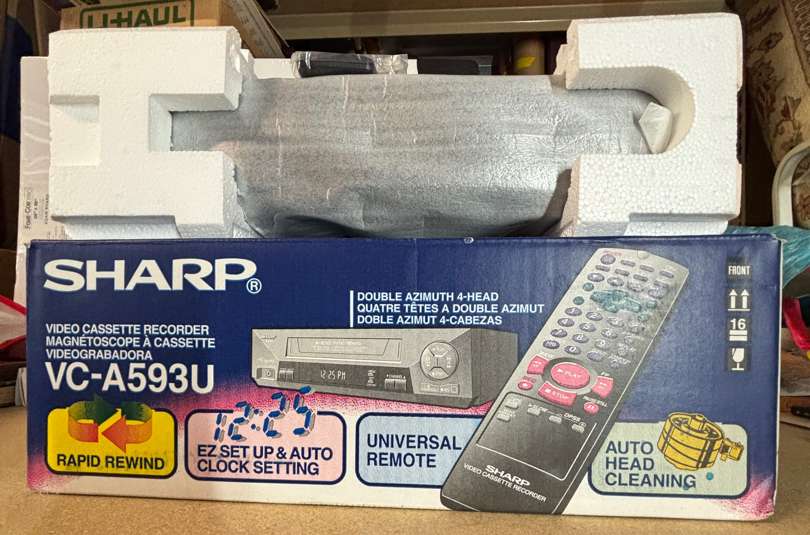 U-HAUL
SHARP®
VIDEO CASSETTE RECORDER
MAGNÉTOSCOPE À CASSETTE
VIDEOGRABADORA
VC-A593U
DOUBLE AZIMUTH 4-HEAD
QUATRE TÊTES A DOUBLE AZIMUT
DOBLE AZIMUT 4-CABEZAS
12:25 PM
FRONT
16
RAPID REWIND
12:25
EZ SET UP & AUTO
CLOCK SETTING
UNIVERSAL
REMOTE
PLAY
STOP
SHARP
VIDEO CASSETTE RECORDER
AUTO
HEAD
CLEANING